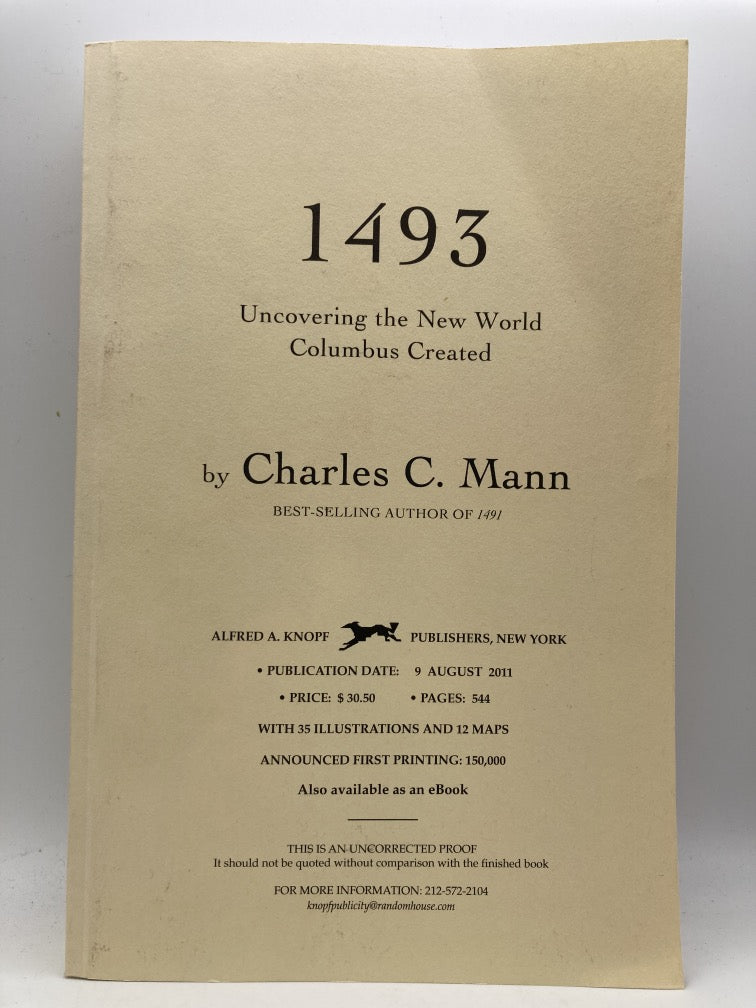 1493
Uncovering the New World
Columbus Created
by Charles C. Mann
BEST-SELLING AUTHOR OF 1491
ALFRED A. KNOPF PUBLISHERS, NEW YORK
• PUBLICATION DATE: 9 AUGUST 2011
• PRICE: $ 30.50 • PAGES: 544
WITH 35 ILLUSTRATIONS AND 12 MAPS
ANNOUNCED FIRST PRINTING: 150,000
Also available as an eBook
THIS IS AN UNCORRECTED PROOF
It should not be quoted without comparison with the finished book
FOR MORE INFORMATION: 212-572-2104
knopfpublicity@randomhouse.com